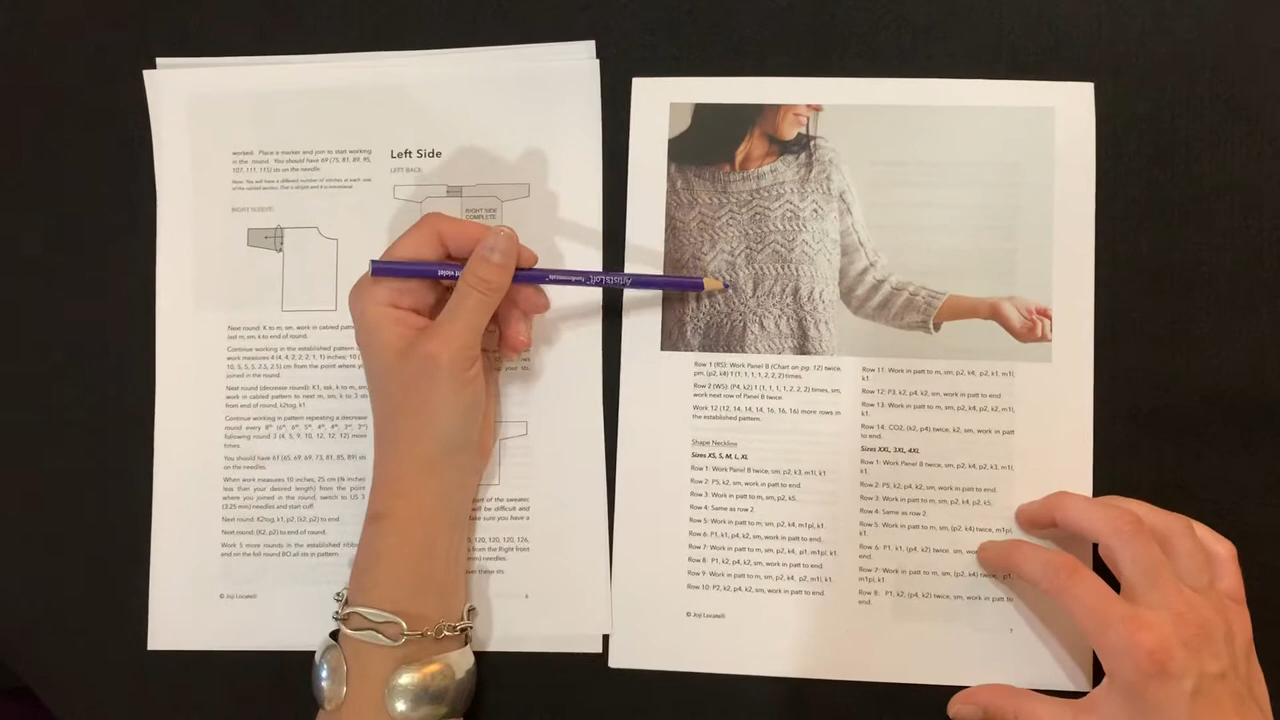 worked. Place a marker and join to start working
in the round. You should have 69 (75, 81, 89, 95,
107, 111, 115) sts on the needle.
Note: You will have a different number of stitches at each side
of the cabled section. That is alright and it is intentional.
RIGHT SLEEVE:
Next round: K to m, sm, work in cabled
last m, sm, k to end of round.
Continue working in the established pattern
work measures 4 (4, 4, 2, 2, 2, 1, 1) inches; 10
10, 5, 5, 5, 2.5, 2.5) cm from the point where
joined in the round.
Next round (decrease round): K1, ssk, k to m, sm,
work in cabled pattern to next m, sm, k to 3 sts
from end of round, k2tog, k1.
Continue working in pattern repeating a decrease
round every 8th (6th, 6th, 5th, 4th, 4th, 3rd, 3rd)
following round 3 (4, 5, 9, 10, 12, 12, 12) more
times.
You should have 61 (65, 69, 69, 73, 81, 85, 89) sts
on the needles.
When work measures 10 inches, 25 cm (¾ inches
less than your desired length) from the point
where you joined in the round, switch to US 3
(3.25 mm) needles and start cuff.
Next round: K2tog, k1, p2, (k2, p2) to end.
Next round: (K2, p2) to end of round.
Work 5 more rounds in the established ribbing
and on the foll round BO all sts in pattern.
© Joji Locatelli
Left Side
LEFT BACK:
RIGHT SIDE
COMPLETE
part of the sweater,
will be difficult and
make sure you have a
120, 120, 120, 126,
from the Right front
mm) needles.
over these sts.
6
ArtistsLoft™ Fundamentals™
violet
Row 1 (RS): Work Panel B (Chart on pg. 12) twice,
pm, (p2, k4) 1 (1, 1, 1, 1, 2, 2, 2) times.
Row 2 (WS): (P4, k2) 1 (1, 1, 1, 1, 2, 2, 2) times, sm,
work next row of Panel B twice.
Work 12 (12, 14, 14, 14, 16, 16, 16) more rows in
the established pattern.
Shape Neckline
Sizes XS, S, M, L, XL
Row 1: Work Panel B twice, sm, p2, k3, m1l, k1.
Row 2: P5, k2, sm, work in patt to end.
Row 3: Work in patt to m, sm, p2, k5.
Row 4: Same as row 2.
Row 5: Work in patt to m, sm, p2, k4, m1pl, k1.
Row 6: P1, k1, p4, k2, sm, work in patt to end.
Row 7: Work in patt to m, sm, p2, k4, p1, m1pl, k1.
Row 8: P1, k2, p4, k2, sm, work in patt to end.
Row 9: Work in patt to m, sm, p2, k4, p2, m1l, k1.
Row 10: P2, k2, p4, k2, sm, work in patt to end.
© Joji Locatelli
Row 11: Work in patt to m, sm, p2, k4, p2, k1, m1l,
k1.
Row 12: P3, k2, p4, k2, sm, work in patt to end.
Row 13: Work in patt to m, sm, p2, k4, p2, k2, m1l,
k1.
Row 14: CO2, (k2, p4) twice, k2, sm, work in patt
to end.
Sizes XXL, 3XL, 4XL
Row 1: Work Panel B twice, sm, p2, k4, p2, k3, m1l,
k1.
Row 2: P5, k2, p4, k2, sm, work in patt to end.
Row 3: Work in patt to m, sm, p2, k4, p2, k5.
Row 4: Same as row 2.
Row 5: Work in patt to m, sm, (p2, k4) twice, m1pl,
k1.
Row 6: P1, k1, (p4, k2) twice, sm, work
end.
Row 7: Work in patt to m, sm, (p2, k4) twice, p1,
m1pl, k1.
Row 8: P1, k2, (p4, k2) twice, sm, work in patt to
end.
7